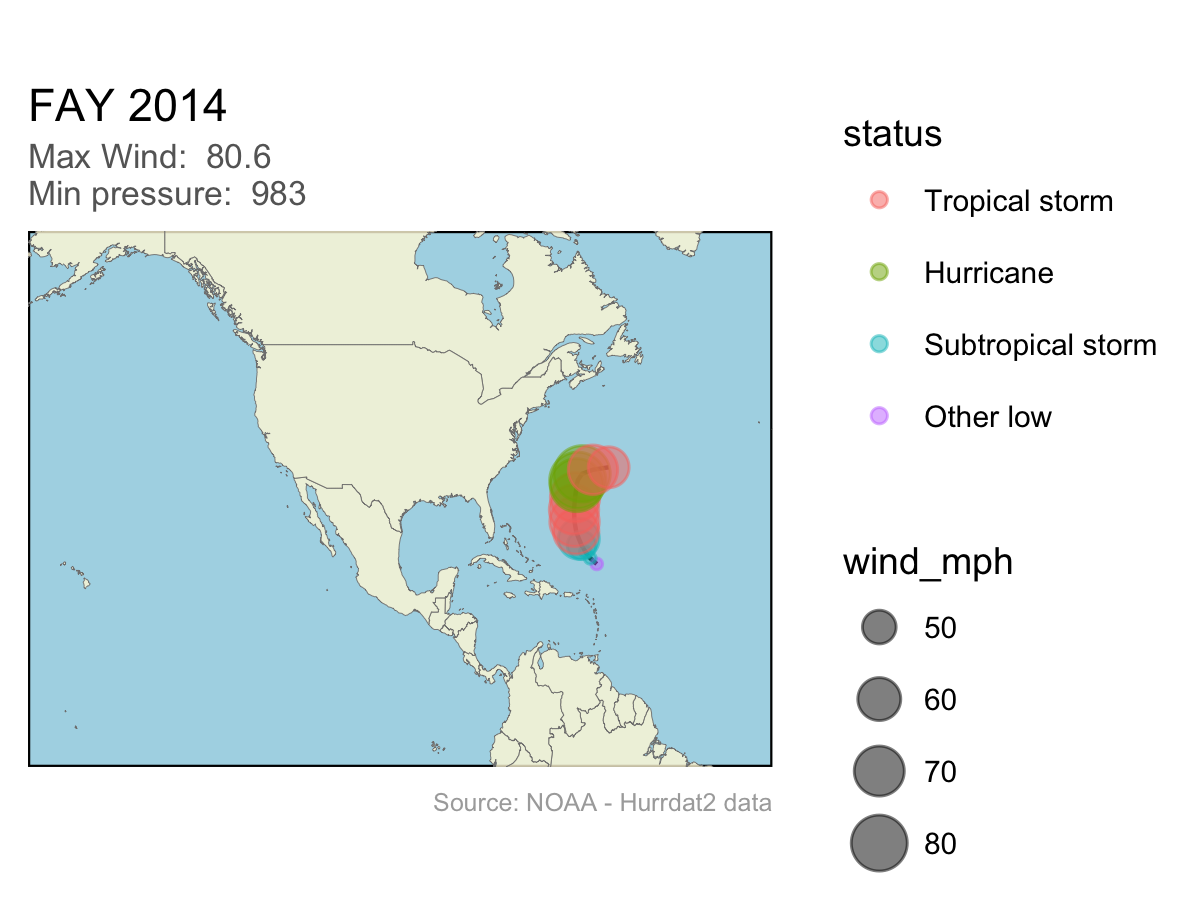 FAY 2014
Max Wind:  80.6
Min pressure:  983
status
Tropical storm
Hurricane
Subtropical storm
Other low
wind_mph
50
60
70
80
Source: NOAA - Hurrdat2 data